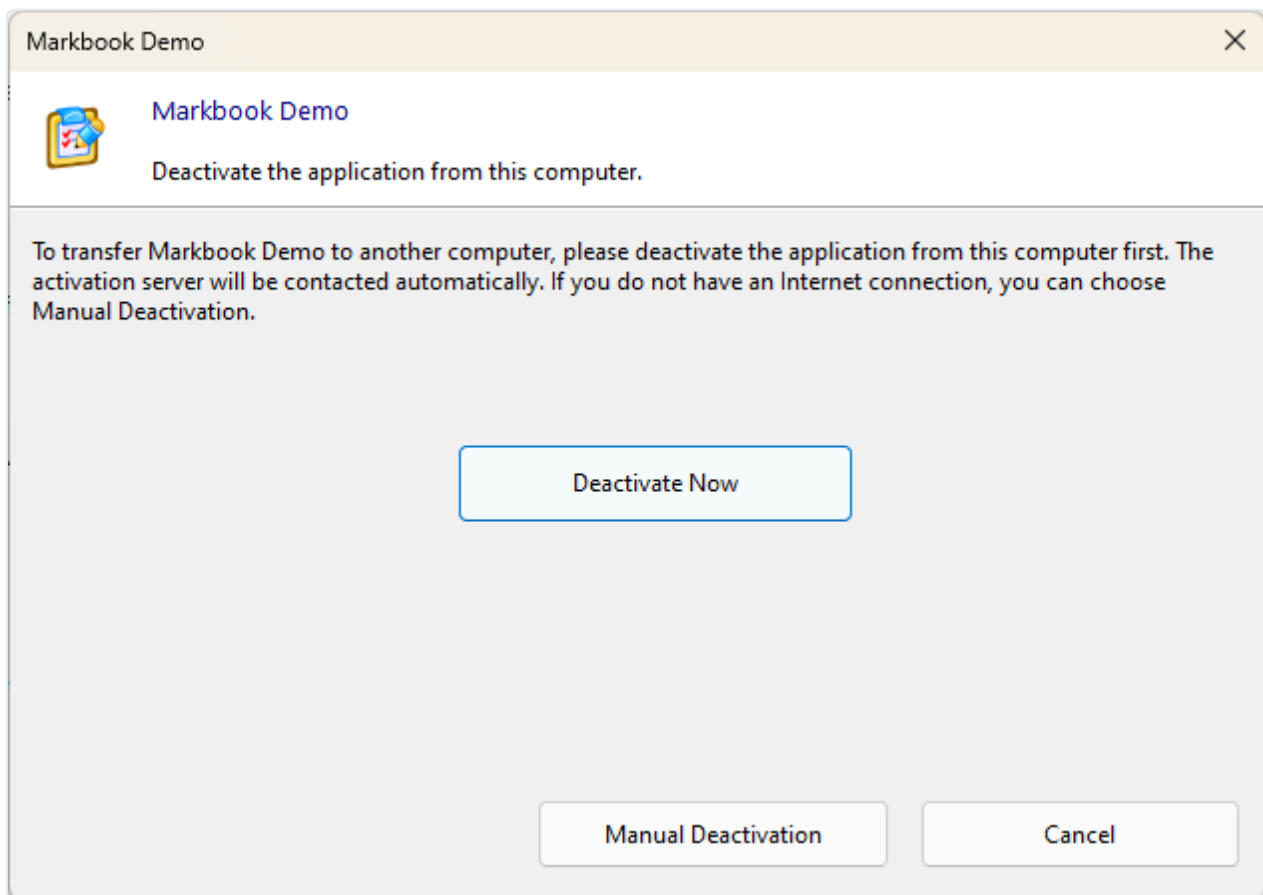 Markbook Demo
Markbook Demo
Deactivate the application from this computer.
To transfer Markbook Demo to another computer, please deactivate the application from this computer first. The
activation server will be contacted automatically. If you do not have an Internet connection, you can choose
Manual Deactivation.
Deactivate Now
Manual Deactivation
Cancel